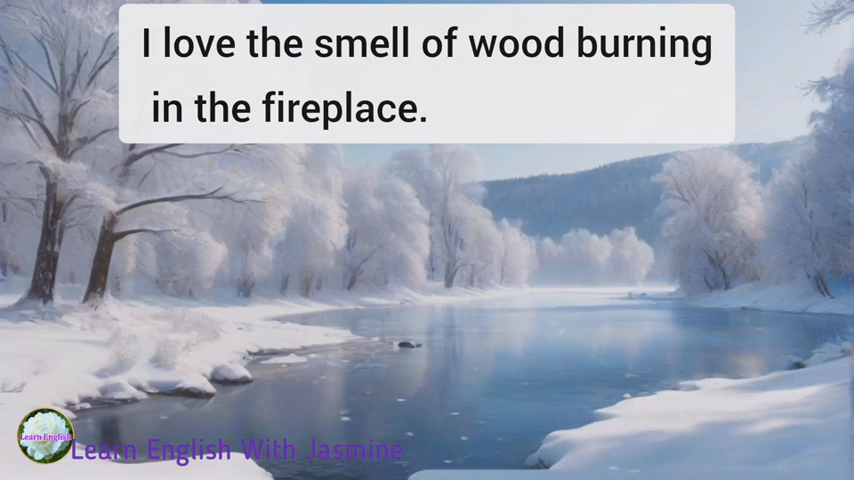 I love the smell of wood burning
in the fireplace.
Learn English
Learn English With Jasmine